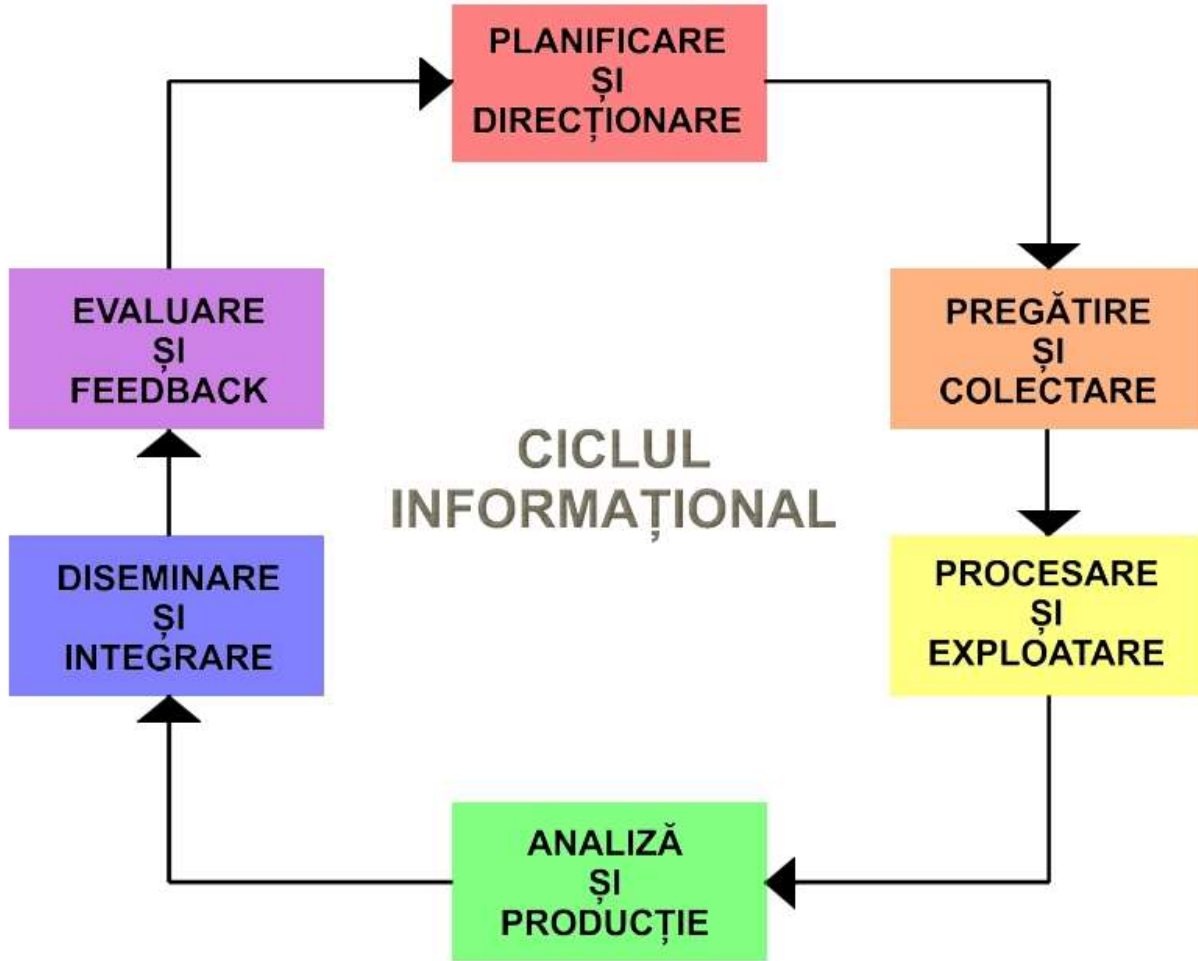 PLANIFICARE
ȘI
DIRECȚIONARE
PREGĂTIRE
ȘI
COLECTARE
PROCESARE
ȘI
EXPLOATARE
ANALIZĂ
ȘI
PRODUCȚIE
DISEMINARE
ȘI
INTEGRARE
EVALUARE
ȘI
FEEDBACK
CICLUL
INFORMAȚIONAL